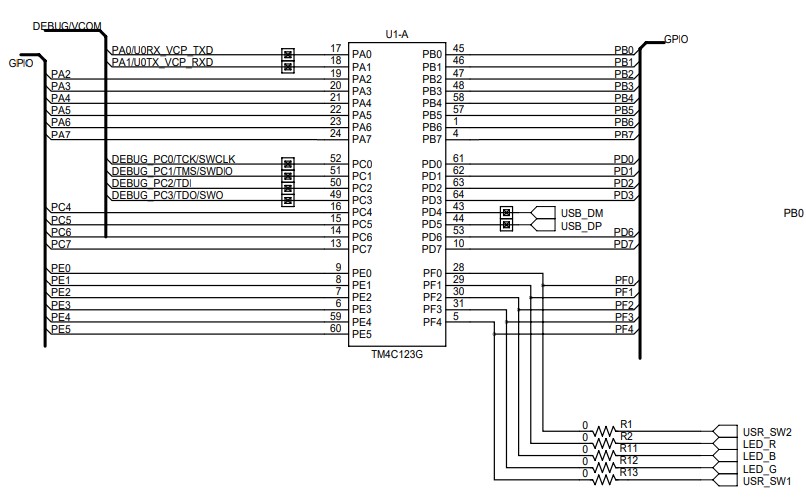 DEBUG/VCOM
U1-A
GPIO
GPIO
PA0/U0RX_VCP_TXD 17 PA0 PB0 45 PB0
PA1/U0TX_VCP_RXD 18 PA1 PB1 46 PB1
PA2 19 PA2 PB2 47 PB2
PA3 20 PA3 PB3 48 PB3
PA4 21 PA4 PB4 58 PB4
PA5 22 PA5 PB5 57 PB5
PA6 23 PA6 PB6 1 PB6
PA7 24 PA7 PB7 4 PB7
DEBUG_PC0/TCK/SWCLK 52 PC0 PD0 61 PD0
DEBUG_PC1/TMS/SWDIO 51 PC1 PD1 62 PD1
DEBUG_PC2/TDI 50 PC2 PD2 63 PD2
DEBUG_PC3/TDO/SWO 49 PC3 PD3 64 PD3
PC4 16 PC4 PD4 43 USB_DM
PB0
PC5 15 PC5 PD5 44 USB_DP
PC6 14 PC6 PD6 53 PD6
PC7 13 PC7 PD7 10 PD7
PE0 9 PE0 PF0 28 PF0
PE1 8 PE1 PF1 29 PF1
PE2 7 PE2 PF2 30 PF2
PE3 6 PE3 PF3 31 PF3
PE4 59 PE4 PF4 5 PF4
PE5 60 PE5
TM4C123G
0 R1 USR_SW2
0 R2 LED_R
0 R11 LED_B
0 R12 LED_G
0 R13 USR_SW1